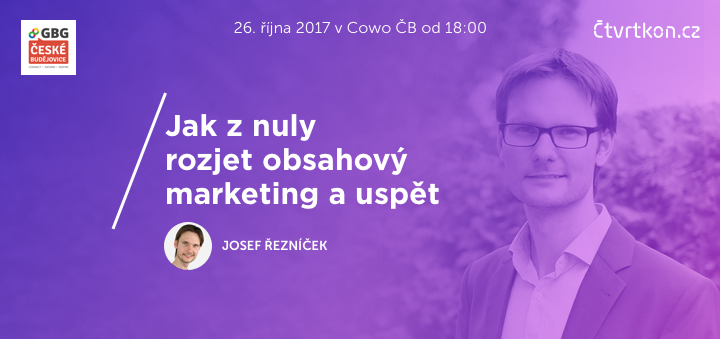 26. října 2017 v Cowo ČB od 18:00
Čtvrtkon.cz
GBG
ČESKÉ
BUDĚJOVICE
Jak z nuly
rozjet obsahový
marketing a uspět
JOSEF ŘEZNÍČEK